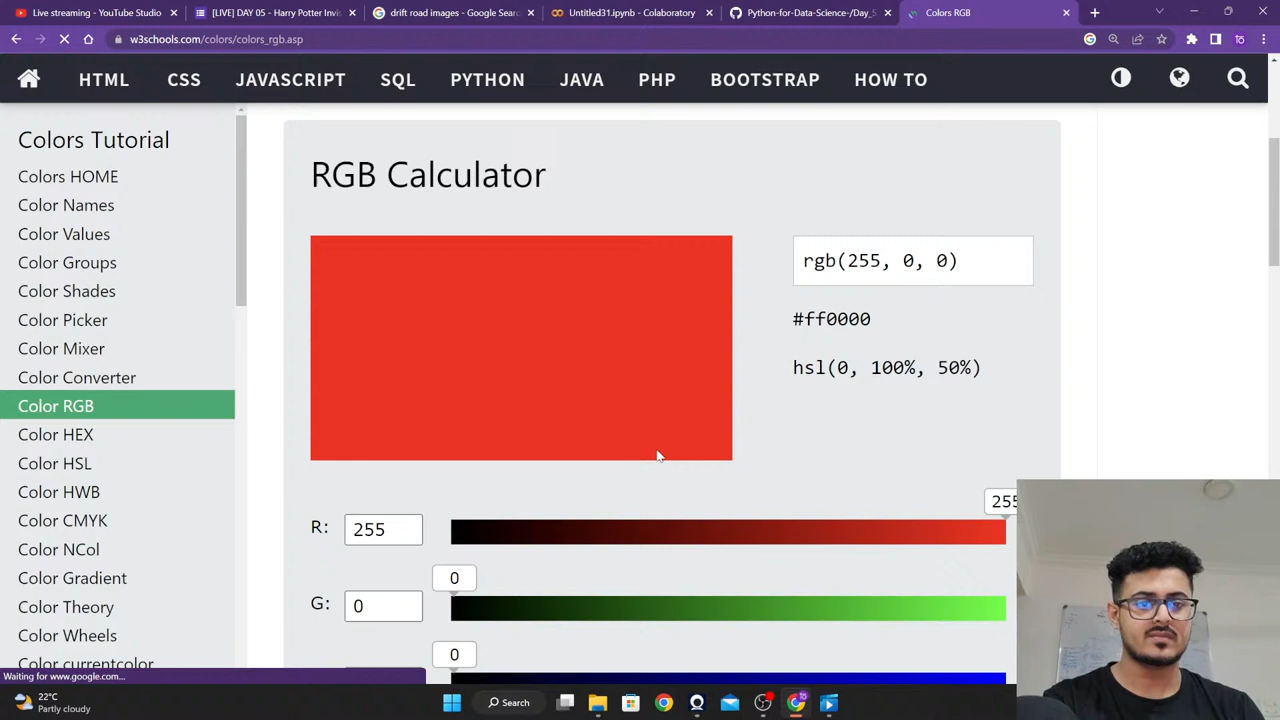 Live streaming - YouTube Studio
[LIVE] DAY 05 - Harry Potter Invi
drift road images - Google Search
Untitled31.ipynb - Colaboratory
Python-for-Data-Science-/Day_5
Colors RGB
w3schools.com/colors/colors_rgb.asp
HTML
CSS
JAVASCRIPT
SQL
PYTHON
JAVA
PHP
BOOTSTRAP
HOW TO
Colors Tutorial
Colors HOME
Color Names
Color Values
Color Groups
Color Shades
Color Picker
Color Mixer
Color Converter
Color RGB
Color HEX
Color HSL
Color HWB
Color CMYK
Color NCol
Color Gradient
Color Theory
Color Wheels
Color currentcolor
RGB Calculator
rgb(255, 0, 0)
#ff0000
hsl(0, 100%, 50%)
255
R: 255
0
G: 0
0
Waiting for www.google.com...
22°C
Partly cloudy
Search